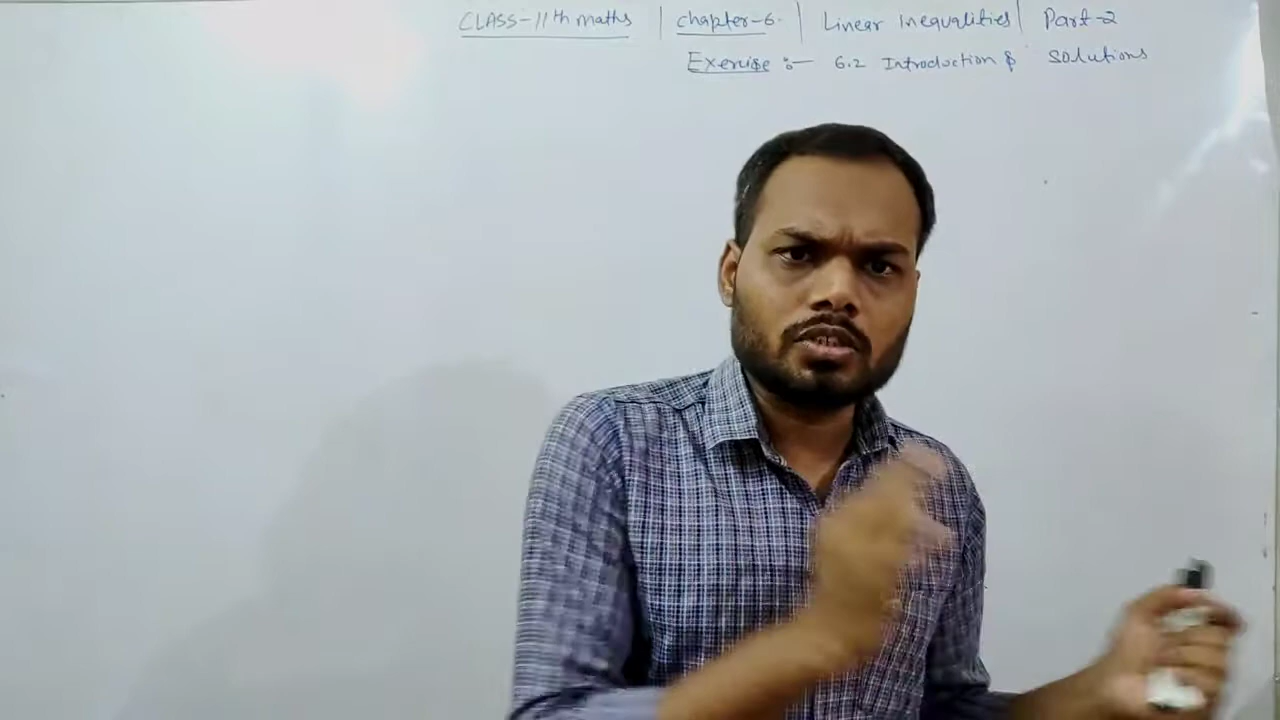 CLASS-11th maths | chapter-6. | Linear Inequalities | Part-2
Exercise :- 6.2 Introduction & Solutions